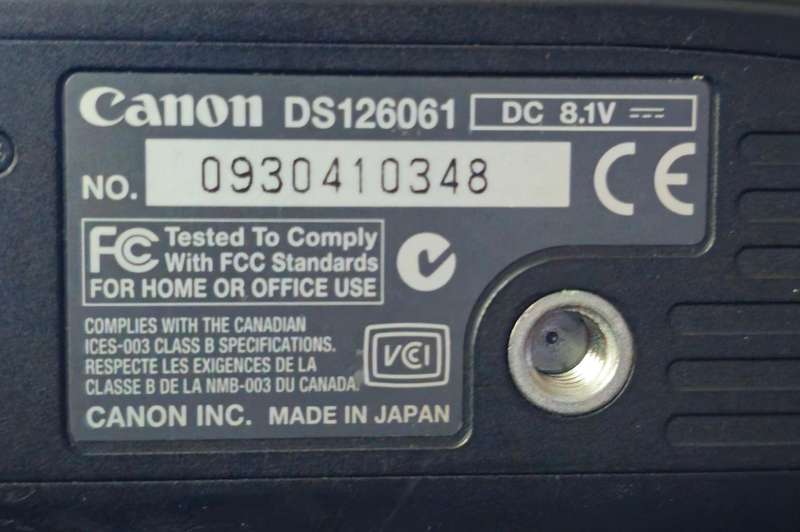 Canon DS126061 DC 8.1V
NO. 0930410348
CE
FC Tested To Comply
With FCC Standards
FOR HOME OR OFFICE USE
COMPLIES WITH THE CANADIAN
ICES-003 CLASS B SPECIFICATIONS.
RESPECTE LES EXIGENCES DE LA
CLASSE B DE LA NMB-003 DU CANADA.
VCI
CANON INC. MADE IN JAPAN